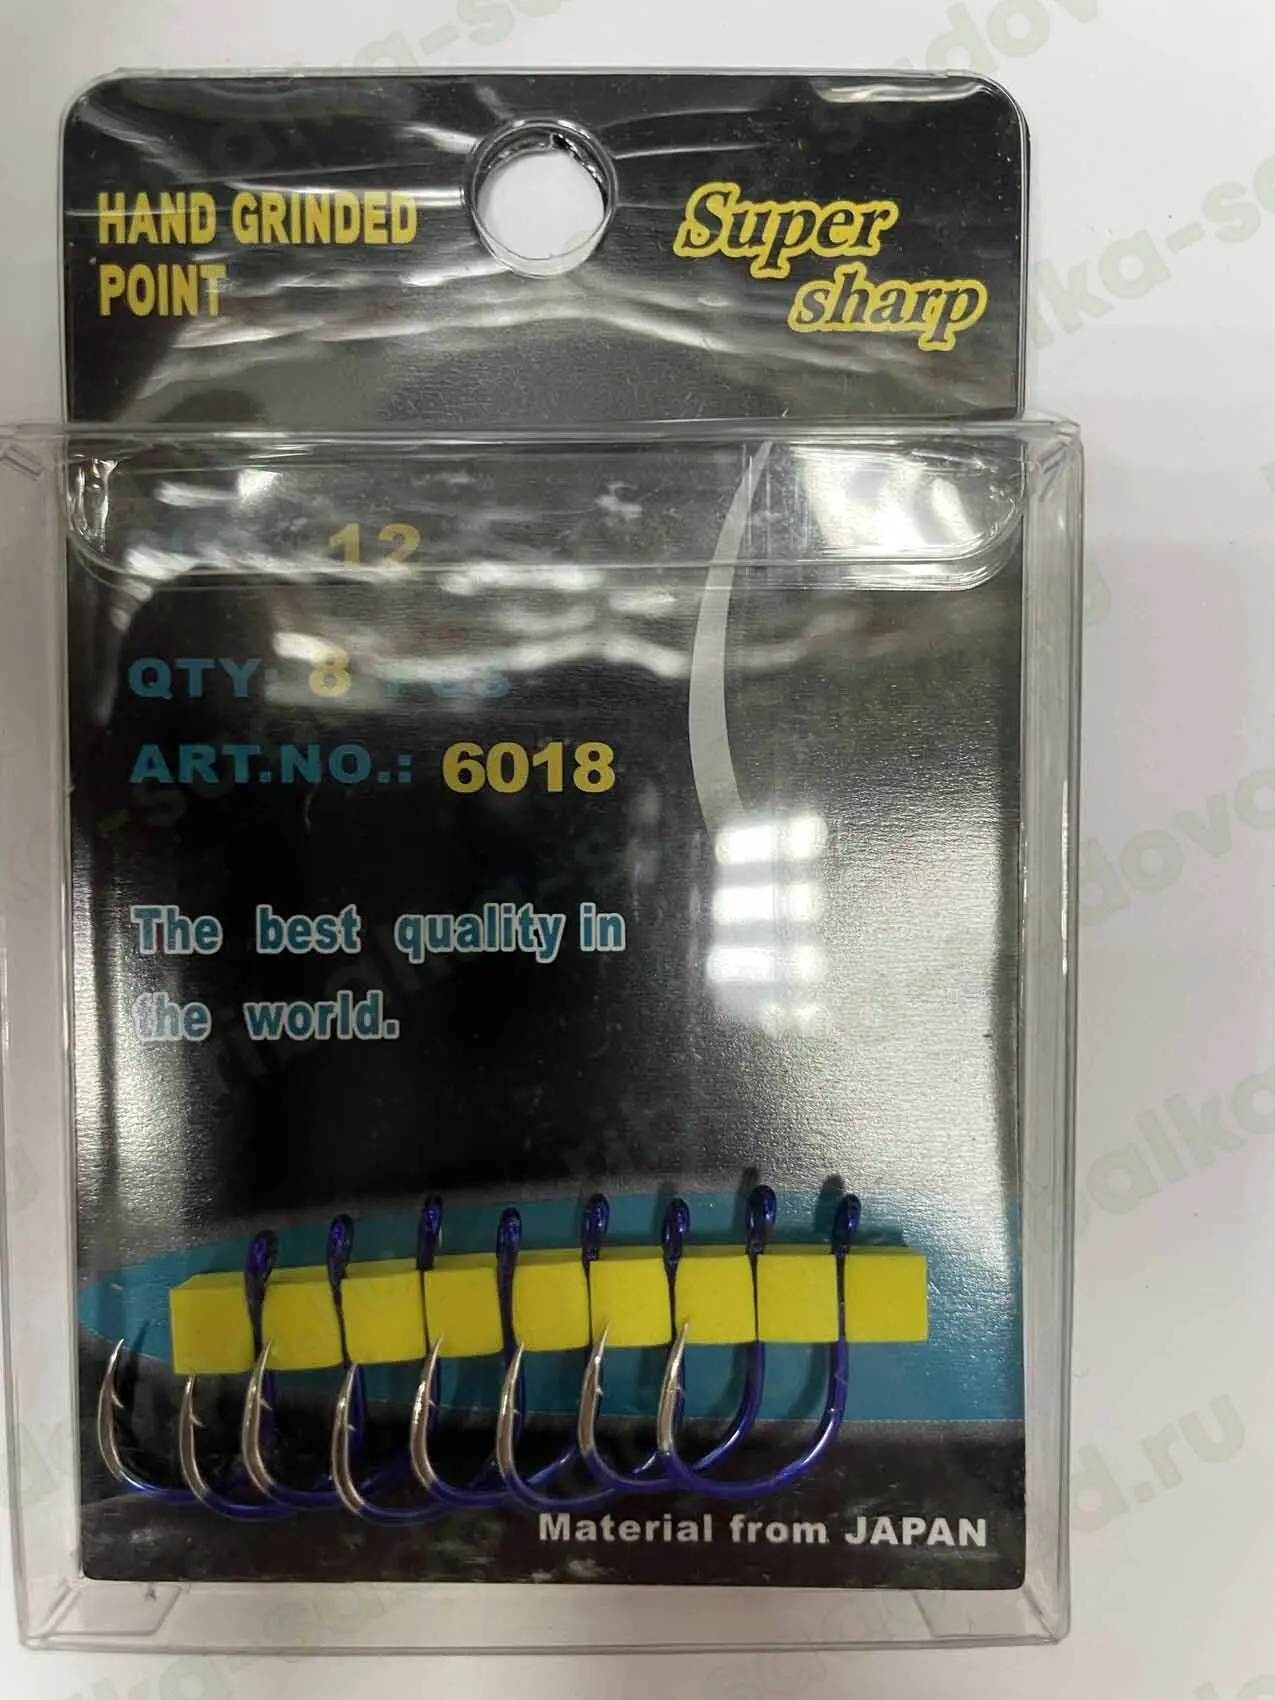 HAND GRINDED
POINT
Super
sharp
12
QTY: 8 Pcs
ART.NO.: 6018
The best quality in
the world.
Material from JAPAN